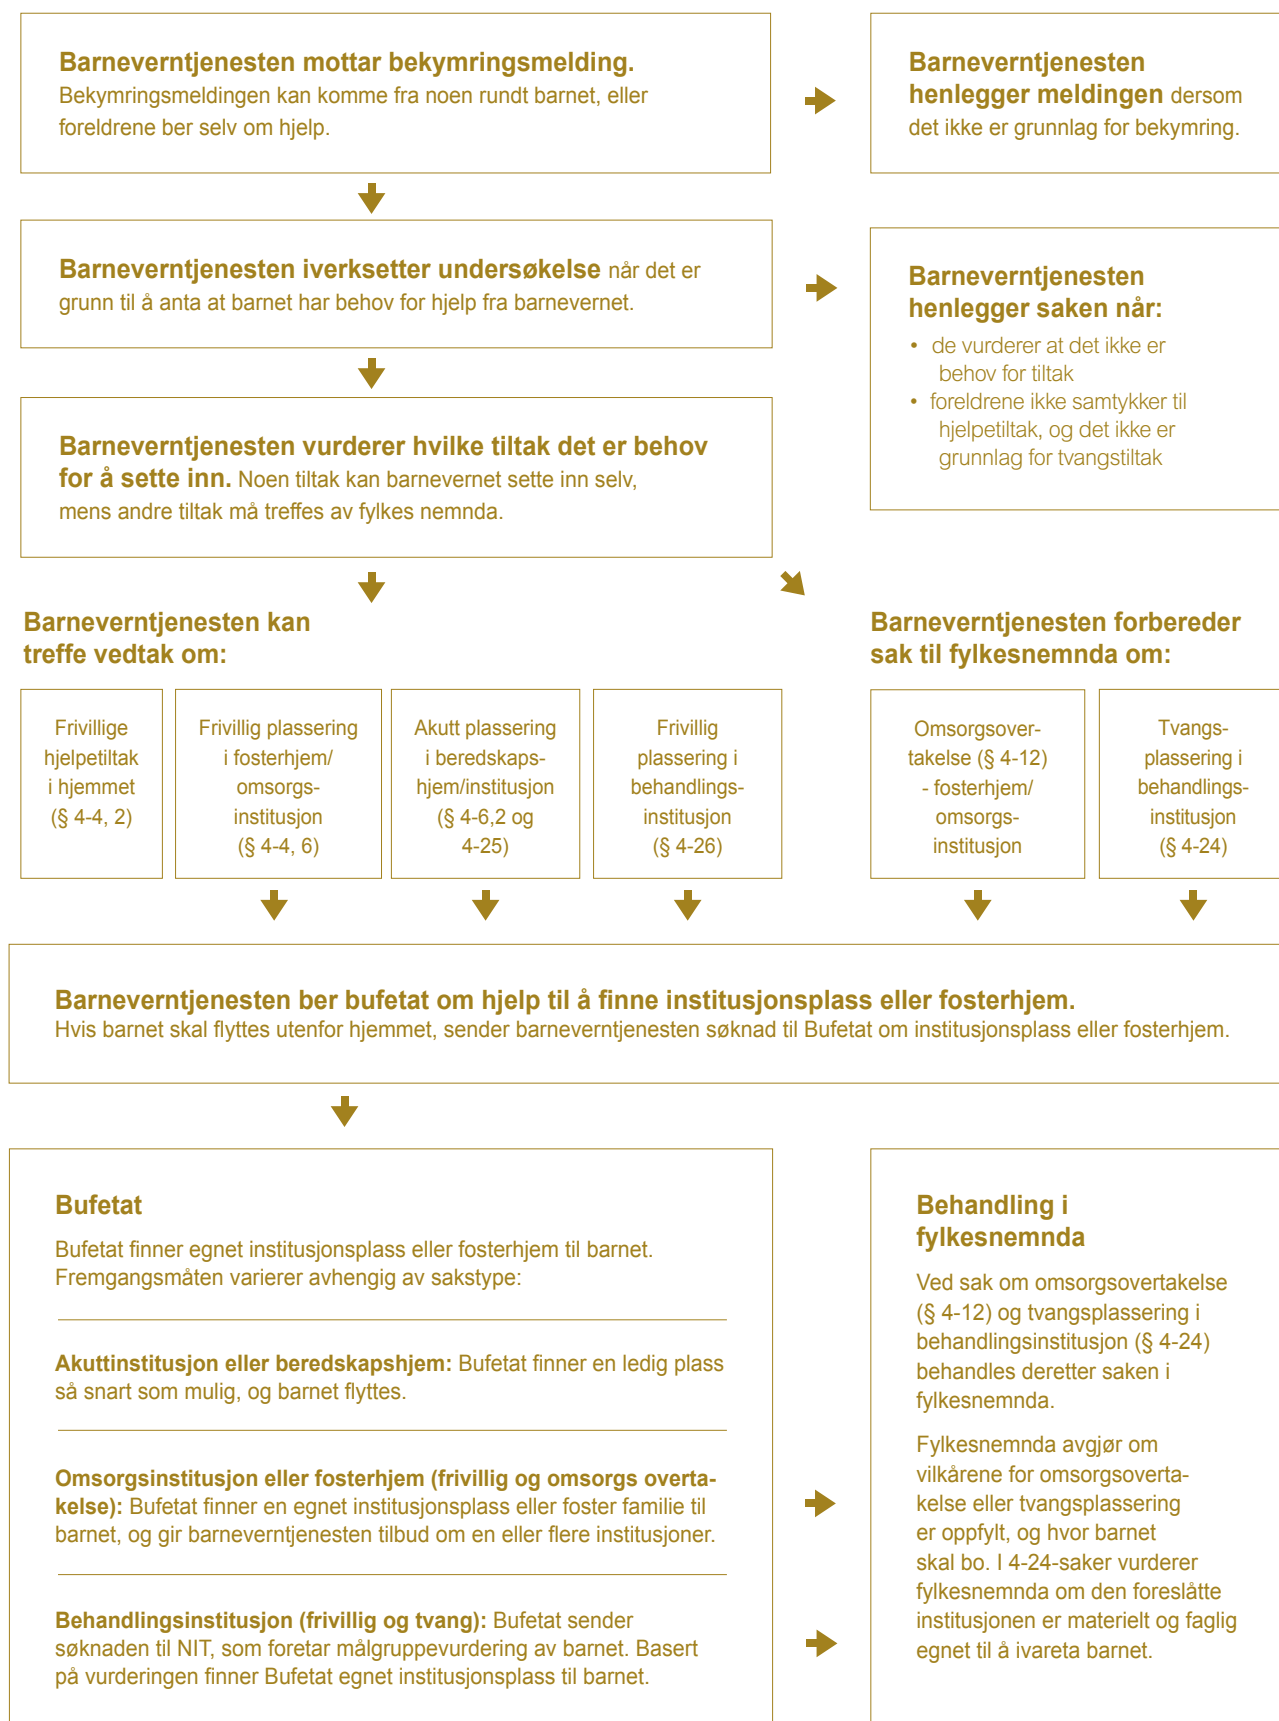 Barneverntjenesten mottar bekymringsmelding.
Bekymringsmeldingen kan komme fra noen rundt barnet, eller
foreldrene ber selv om hjelp.
Barneverntjenesten
henlegger meldingen dersom
det ikke er grunnlag for bekymring.
Barneverntjenesten iverksetter undersøkelse når det er
grunn til å anta at barnet har behov for hjelp fra barnevernet.
Barneverntjenesten
henlegger saken når:
• de vurderer at det ikke er
behov for tiltak
• foreldrene ikke samtykker til
hjelpetiltak, og det ikke er
grunnlag for tvangstiltak
Barneverntjenesten vurderer hvilke tiltak det er behov
for å sette inn. Noen tiltak kan barnevernet sette inn selv,
mens andre tiltak må treffes av fylkes nemnda.
Barneverntjenesten kan
treffe vedtak om:
Barneverntjenesten forbereder
sak til fylkesnemnda om:
Frivillige
hjelpetiltak
i hjemmet
(§ 4-4, 2)
Frivillig plassering
i fosterhjem/
omsorgs-
institusjon
(§ 4-4, 6)
Akutt plassering
i beredskaps-
hjem/institusjon
(§ 4-6,2 og
4-25)
Frivillig
plassering i
behandlings-
institusjon
(§ 4-26)
Omsorgsover-
takelse (§ 4-12)
- fosterhjem/
omsorgs-
institusjon
Tvangs-
plassering i
behandlings-
institusjon
(§ 4-24)
Barneverntjenesten ber bufetat om hjelp til å finne institusjonsplass eller fosterhjem.
Hvis barnet skal flyttes utenfor hjemmet, sender barneverntjenesten søknad til Bufetat om institusjonsplass eller fosterhjem.
Bufetat
Bufetat finner egnet institusjonsplass eller fosterhjem til barnet.
Fremgangsmåten varierer avhengig av sakstype:
Akuttinstitusjon eller beredskapshjem: Bufetat finner en ledig plass
så snart som mulig, og barnet flyttes.
Omsorgsinstitusjon eller fosterhjem (frivillig og omsorgs overta-
kelse): Bufetat finner en egnet institusjonsplass eller foster familie til
barnet, og gir barneverntjenesten tilbud om en eller flere institusjoner.
Behandlingsinstitusjon (frivillig og tvang): Bufetat sender
søknaden til NIT, som foretar målgruppevurdering av barnet. Basert
på vurderingen finner Bufetat egnet institusjonsplass til barnet.
Behandling i
fylkesnemnda
Ved sak om omsorgsovertakelse
(§ 4-12) og tvangsplassering i
behandlingsinstitusjon (§ 4-24)
behandles deretter saken i
fylkesnemnda.
Fylkesnemnda avgjør om
vilkårene for omsorgsoverta-
kelse eller tvangsplassering
er oppfylt, og hvor barnet
skal bo. I 4-24-saker vurderer
fylkesnemnda om den foreslåtte
institusjonen er materielt og faglig
egnet til å ivareta barnet.